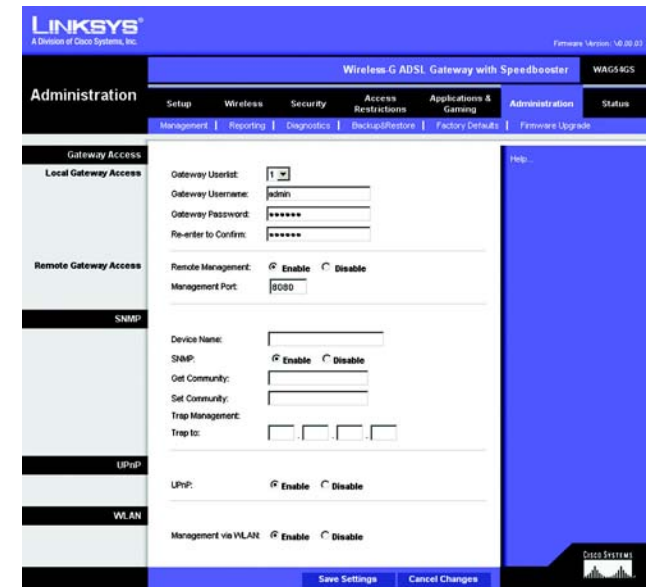 LINKSYS®
A Division of Cisco Systems, Inc.
Firmware Version: V0.00.03
Wireless-G ADSL Gateway with Speedbooster WAG54GS
Administration
Setup Wireless Security Access Restrictions Applications & Gaming Administration Status
Management | Reporting | Diagnostics | Backup&Restore | Factory Defaults | Firmware Upgrade
Gateway Access
Help...
Local Gateway Access
Gateway Userlist: 1
Gateway Username: admin
Gateway Password: ••••••
Re-enter to Confirm: ••••••
Remote Gateway Access
Remote Management: Enable Disable
Management Port: 8080
SNMP
Device Name:
SNMP: Enable Disable
Get Community:
Set Community:
Trap Management:
Trap to: . . .
UPnP
UPnP: Enable Disable
WLAN
Management via WLAN: Enable Disable
Save Settings Cancel Changes
CISCO SYSTEMS